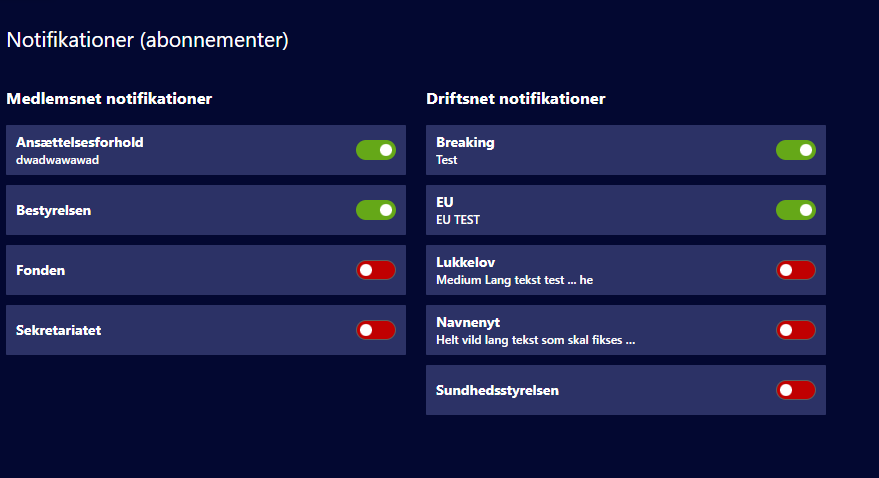 Notifikationer (abonnementer)
Medlemsnet notifikationer
Ansættelsesforhold
dwadwawawad
Bestyrelsen
Fonden
Sekretariatet
Driftsnet notifikationer
Breaking
Test
EU
EU TEST
Lukkelov
Medium Lang tekst test ... he
Navnenyt
Helt vild lang tekst som skal fikses ...
Sundhedsstyrelsen